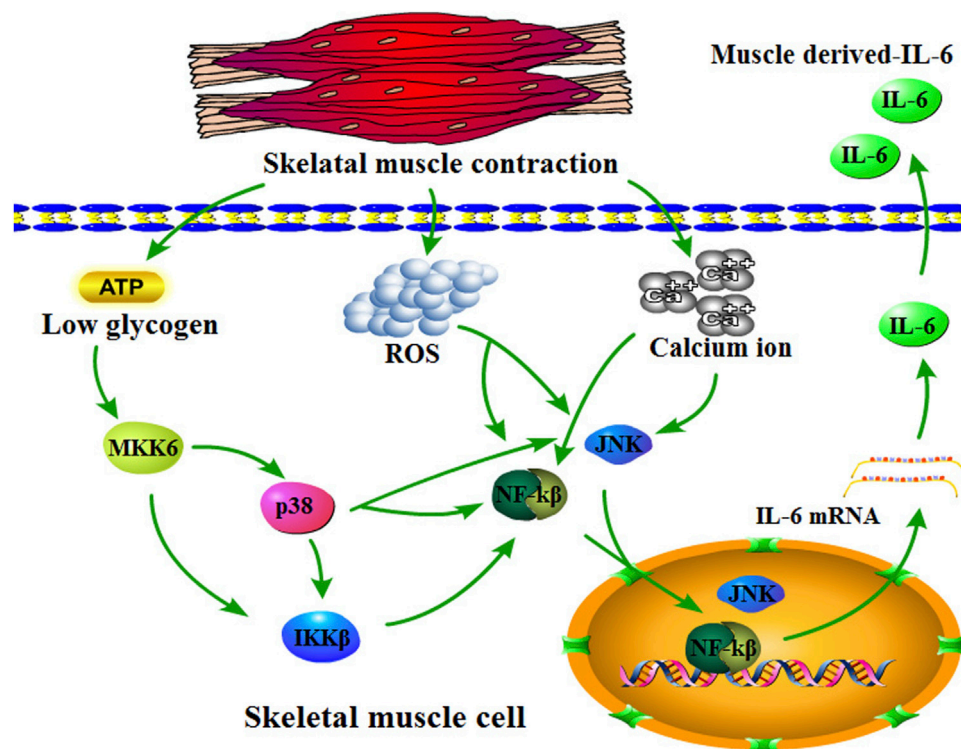 Muscle derived-IL-6
IL-6
IL-6
Skelatal muscle contraction
ATP
Low glycogen
ROS
Ca++
Ca++
Ca++
Calcium ion
IL-6
MKK6
p38
JNK
NF-kβ
IKKβ
IL-6 mRNA
JNK
NF-kβ
Skeletal muscle cell